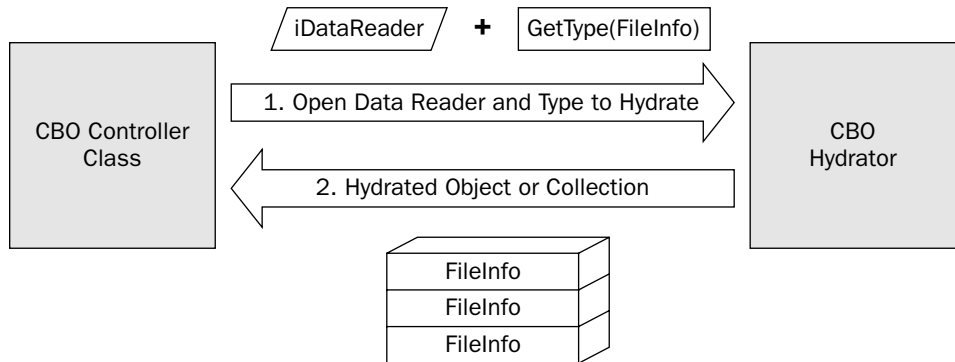 iDataReader + GetType(FileInfo)
1. Open Data Reader and Type to Hydrate
CBO Controller
Class
CBO
Hydrator
2. Hydrated Object or Collection
FileInfo
FileInfo
FileInfo